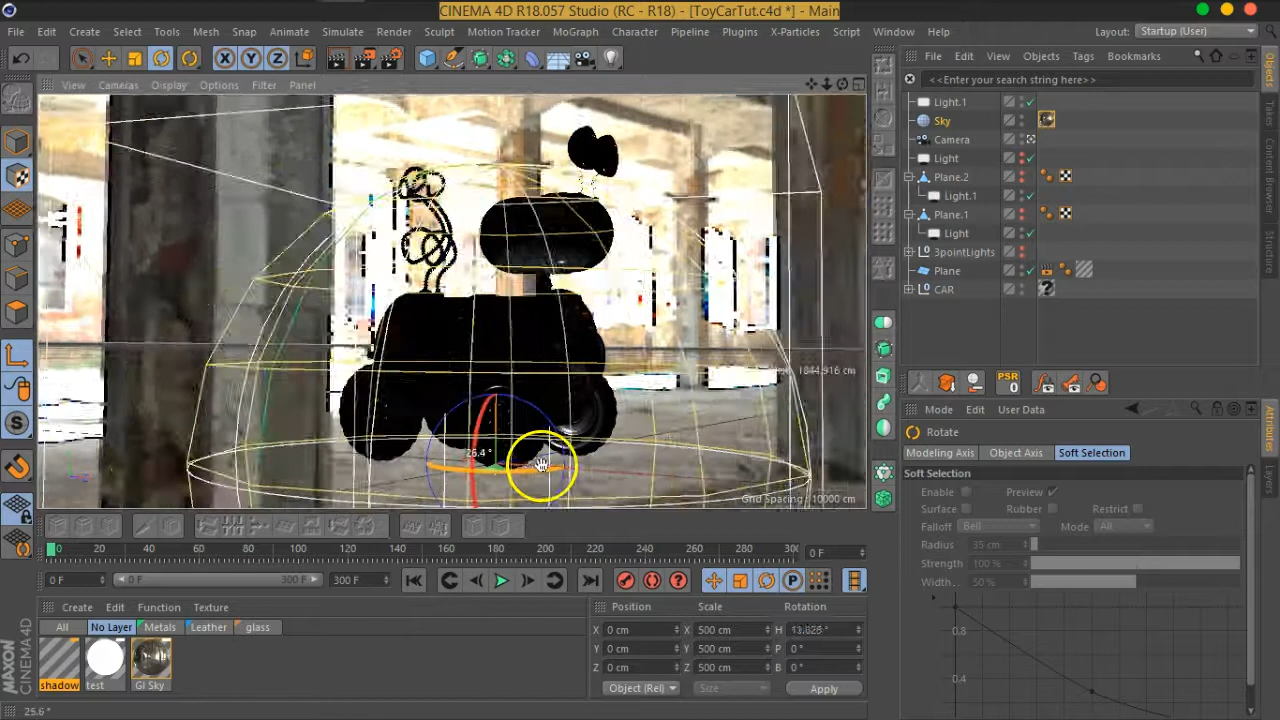 CINEMA 4D R18.057 Studio (RC - R18) - [ToyCarTut.c4d *] - Main
File Edit Create Select Tools Mesh Snap Animate Simulate Render Sculpt Motion Tracker MoGraph Character Pipeline Plugins X-Particles Script Window Help Layout: Startup (User)
X Y Z
File Edit View Objects Tags Bookmarks
View Cameras Display Options Filter Panel
<<Enter your search string here>>
Light.1
Sky
Camera
Light
Plane.2
Light.1
Plane.1
Light
3pointLights
Plane
CAR
Objects
Takes
Content Browser
Structure
1844.916 cm
PSR
0
Mode Edit User Data
Rotate
Modeling Axis Object Axis Soft Selection
Soft Selection
Enable Preview
Surface Rubber Restrict
Falloff Bell Mode All
Radius 35 cm
Strength 100 %
Width 50 %
0.8
0.4
Attributes
Layers
Grid Spacing : 10000 cm
0 20 40 60 80 100 120 140 160 180 200 220 240 260 280 300 0 F
0 F 0 F 300 F 300 F
Create Edit Function Texture
All No Layer Metals Leather glass
shadow test GI Sky
Position Scale Rotation
X 0 cm X 500 cm H
Y 0 cm Y 500 cm P 0 °
Z 0 cm Z 500 cm B 0 °
Object (Rel) Size Apply
MAXON CINEMA4D
25.6 °